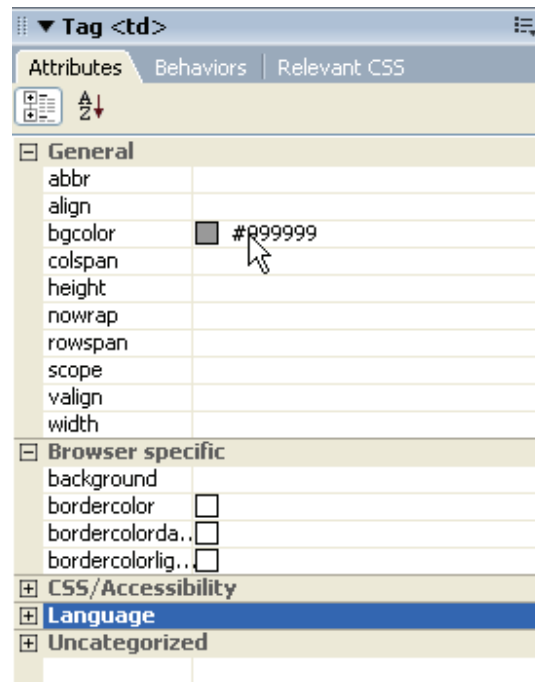 Tag <td>
Attributes Behaviors Relevant CSS
A
Z
General
abbr
align
bgcolor #999999
colspan
height
nowrap
rowspan
scope
valign
width
Browser specific
background
bordercolor
bordercolorda..
bordercolorlig...
CSS/Accessibility
Language
Uncategorized